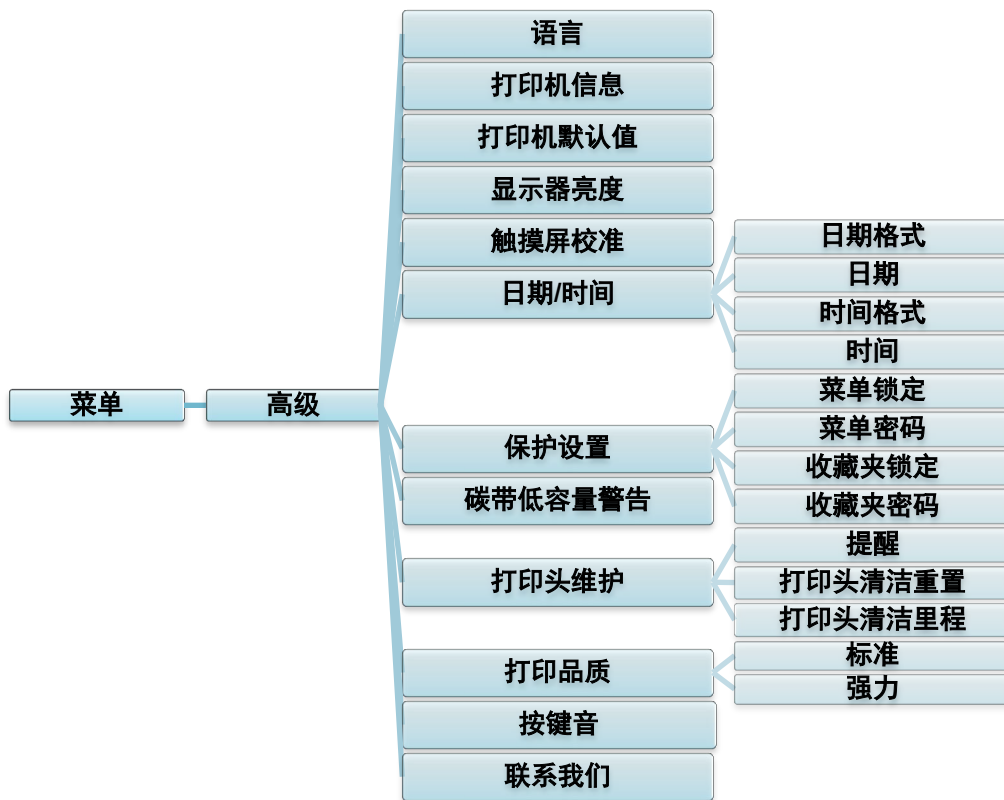 菜单
高级
语言
打印机信息
打印机默认值
显示器亮度
触摸屏校准
日期/时间
日期格式
日期
时间格式
时间
保护设置
菜单锁定
菜单密码
收藏夹锁定
收藏夹密码
碳带低容量警告
打印头维护
提醒
打印头清洁重置
打印头清洁里程
打印品质
标准
强力
按键音
联系我们